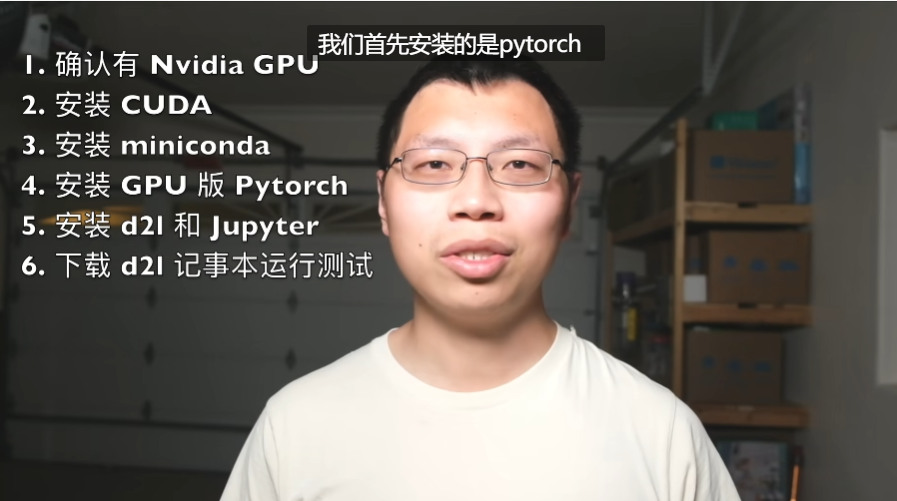 我们首先安装的是pytorch
1. 确认有 Nvidia GPU
2. 安装 CUDA
3. 安装 miniconda
4. 安装 GPU 版 Pytorch
5. 安装 d2l 和 Jupyter
6. 下载 d2l 记事本运行测试